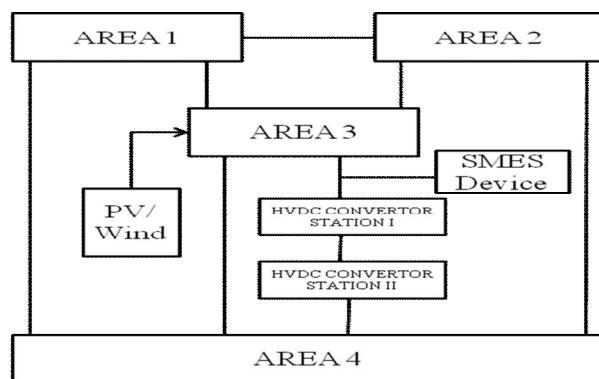 AREA 1
AREA 2
AREA 3
SMES
Device
PV/
Wind
HVDC CONVERTOR
STATION I
HVDC CONVERTOR
STATION II
AREA 4